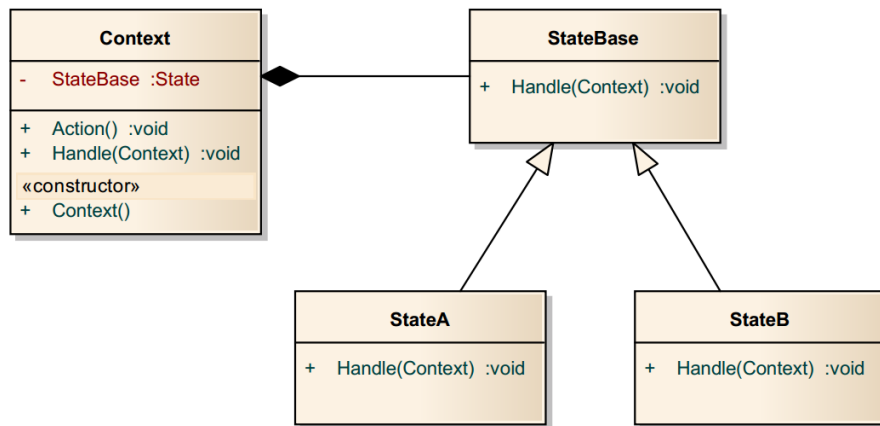 Context
- StateBase :State
+ Action() :void
+ Handle(Context) :void
«constructor»
+ Context()
StateBase
+ Handle(Context) :void
StateA
+ Handle(Context) :void
StateB
+ Handle(Context) :void